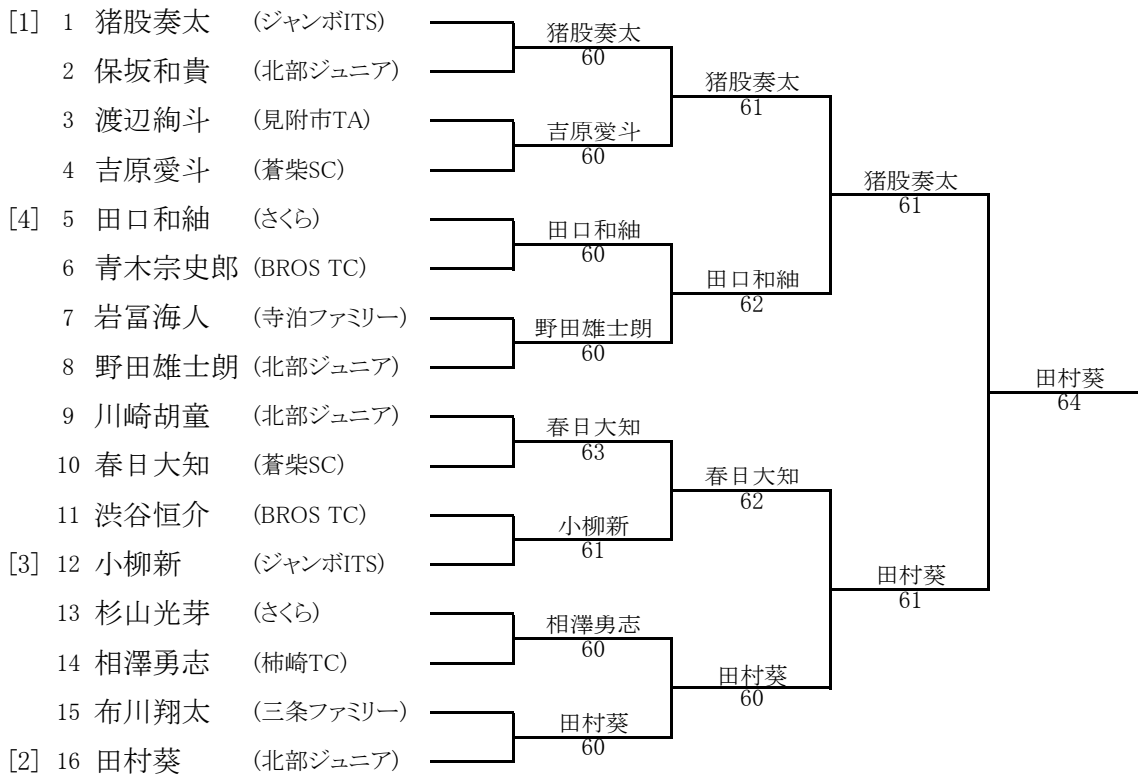 [1] 1 猪股奏太 (ジャンボITS)
2 保坂和貴 (北部ジュニア)
3 渡辺絢斗 (見附市TA)
4 吉原愛斗 (蒼柴SC)
[4] 5 田口和紬 (さくら)
6 青木宗史郎 (BROS TC)
7 岩冨海人 (寺泊ファミリー)
8 野田雄士朗 (北部ジュニア)
9 川崎胡童 (北部ジュニア)
10 春日大知 (蒼柴SC)
11 渋谷恒介 (BROS TC)
[3] 12 小柳新 (ジャンボITS)
13 杉山光芽 (さくら)
14 相澤勇志 (柿崎TC)
15 布川翔太 (三条ファミリー)
[2] 16 田村葵 (北部ジュニア)
猪股奏太
60
吉原愛斗
60
田口和紬
60
野田雄士朗
60
春日大知
63
小柳新
61
相澤勇志
60
田村葵
60
猪股奏太
61
田口和紬
62
春日大知
62
田村葵
60
猪股奏太
61
田村葵
61
田村葵
64